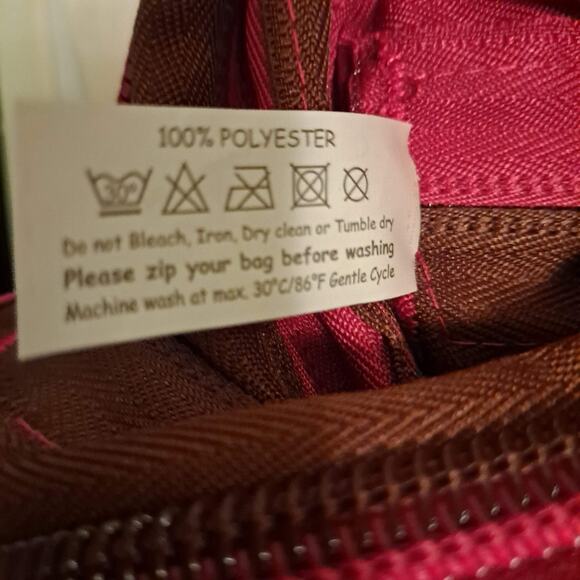 100% POLYESTER
30°
Do not Bleach, Iron, Dry clean or Tumble dry
Please zip your bag before washing
Machine wash at max. 30°C/86°F Gentle Cycle